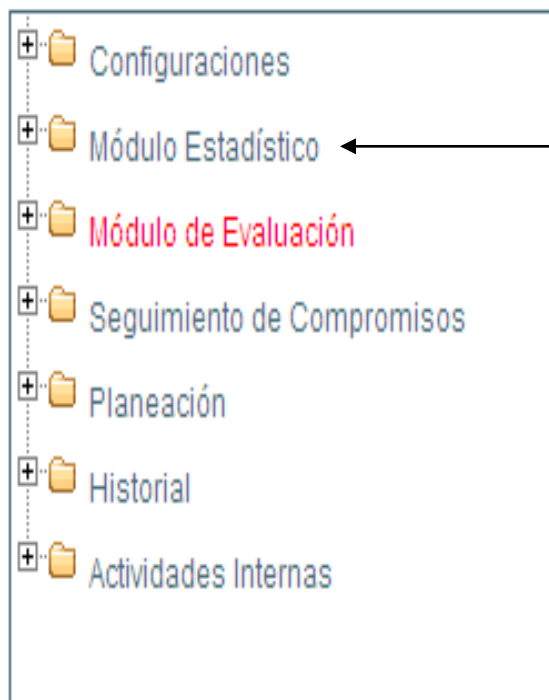 Configuraciones
Módulo Estadístico
Módulo de Evaluación
Seguimiento de Compromisos
Planeación
Historial
Actividades Internas